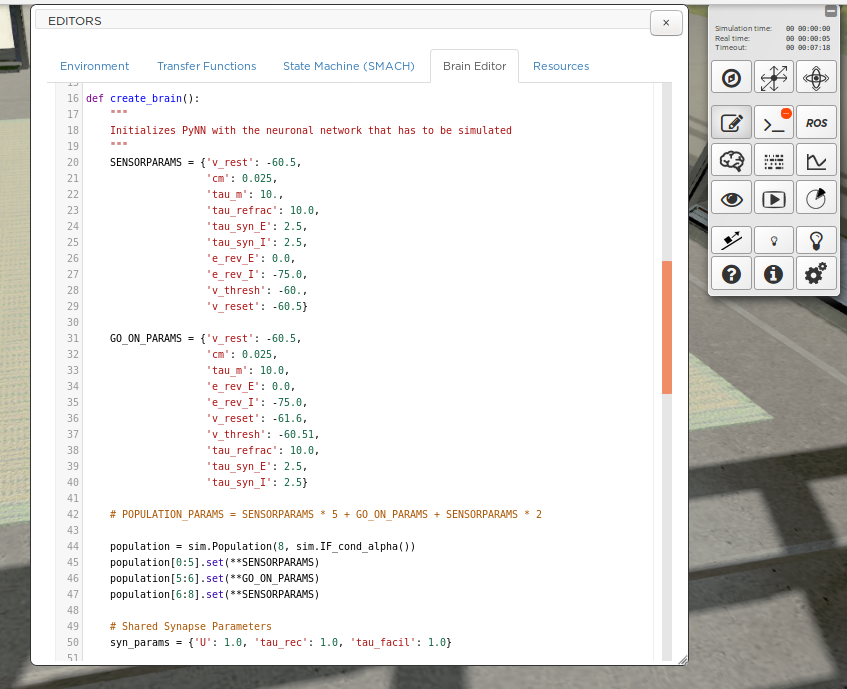 EDITORS
×
Environment
Transfer Functions
State Machine (SMACH)
Brain Editor
Resources
15
16 def create_brain():
17     """
18     Initializes PyNN with the neuronal network that has to be simulated
19     """
20     SENSORPARAMS = {'v_rest': -60.5,
21                     'cm': 0.025,
22                     'tau_m': 10.,
23                     'tau_refrac': 10.0,
24                     'tau_syn_E': 2.5,
25                     'tau_syn_I': 2.5,
26                     'e_rev_E': 0.0,
27                     'e_rev_I': -75.0,
28                     'v_thresh': -60.,
29                     'v_reset': -60.5}
30
31     GO_ON_PARAMS = {'v_rest': -60.5,
32                     'cm': 0.025,
33                     'tau_m': 10.0,
34                     'e_rev_E': 0.0,
35                     'e_rev_I': -75.0,
36                     'v_reset': -61.6,
37                     'v_thresh': -60.51,
38                     'tau_refrac': 10.0,
39                     'tau_syn_E': 2.5,
40                     'tau_syn_I': 2.5}
41
42     # POPULATION_PARAMS = SENSORPARAMS * 5 + GO_ON_PARAMS + SENSORPARAMS * 2
43
44     population = sim.Population(8, sim.IF_cond_alpha())
45     population[0:5].set(**SENSORPARAMS)
46     population[5:6].set(**GO_ON_PARAMS)
47     population[6:8].set(**SENSORPARAMS)
48
49     # Shared Synapse Parameters
50     syn_params = {'U': 1.0, 'tau_rec': 1.0, 'tau_facil': 1.0}
51
Simulation time: 00 00:00:00
Real time: 00 00:00:05
Timeout: 00 00:07:18
ROS